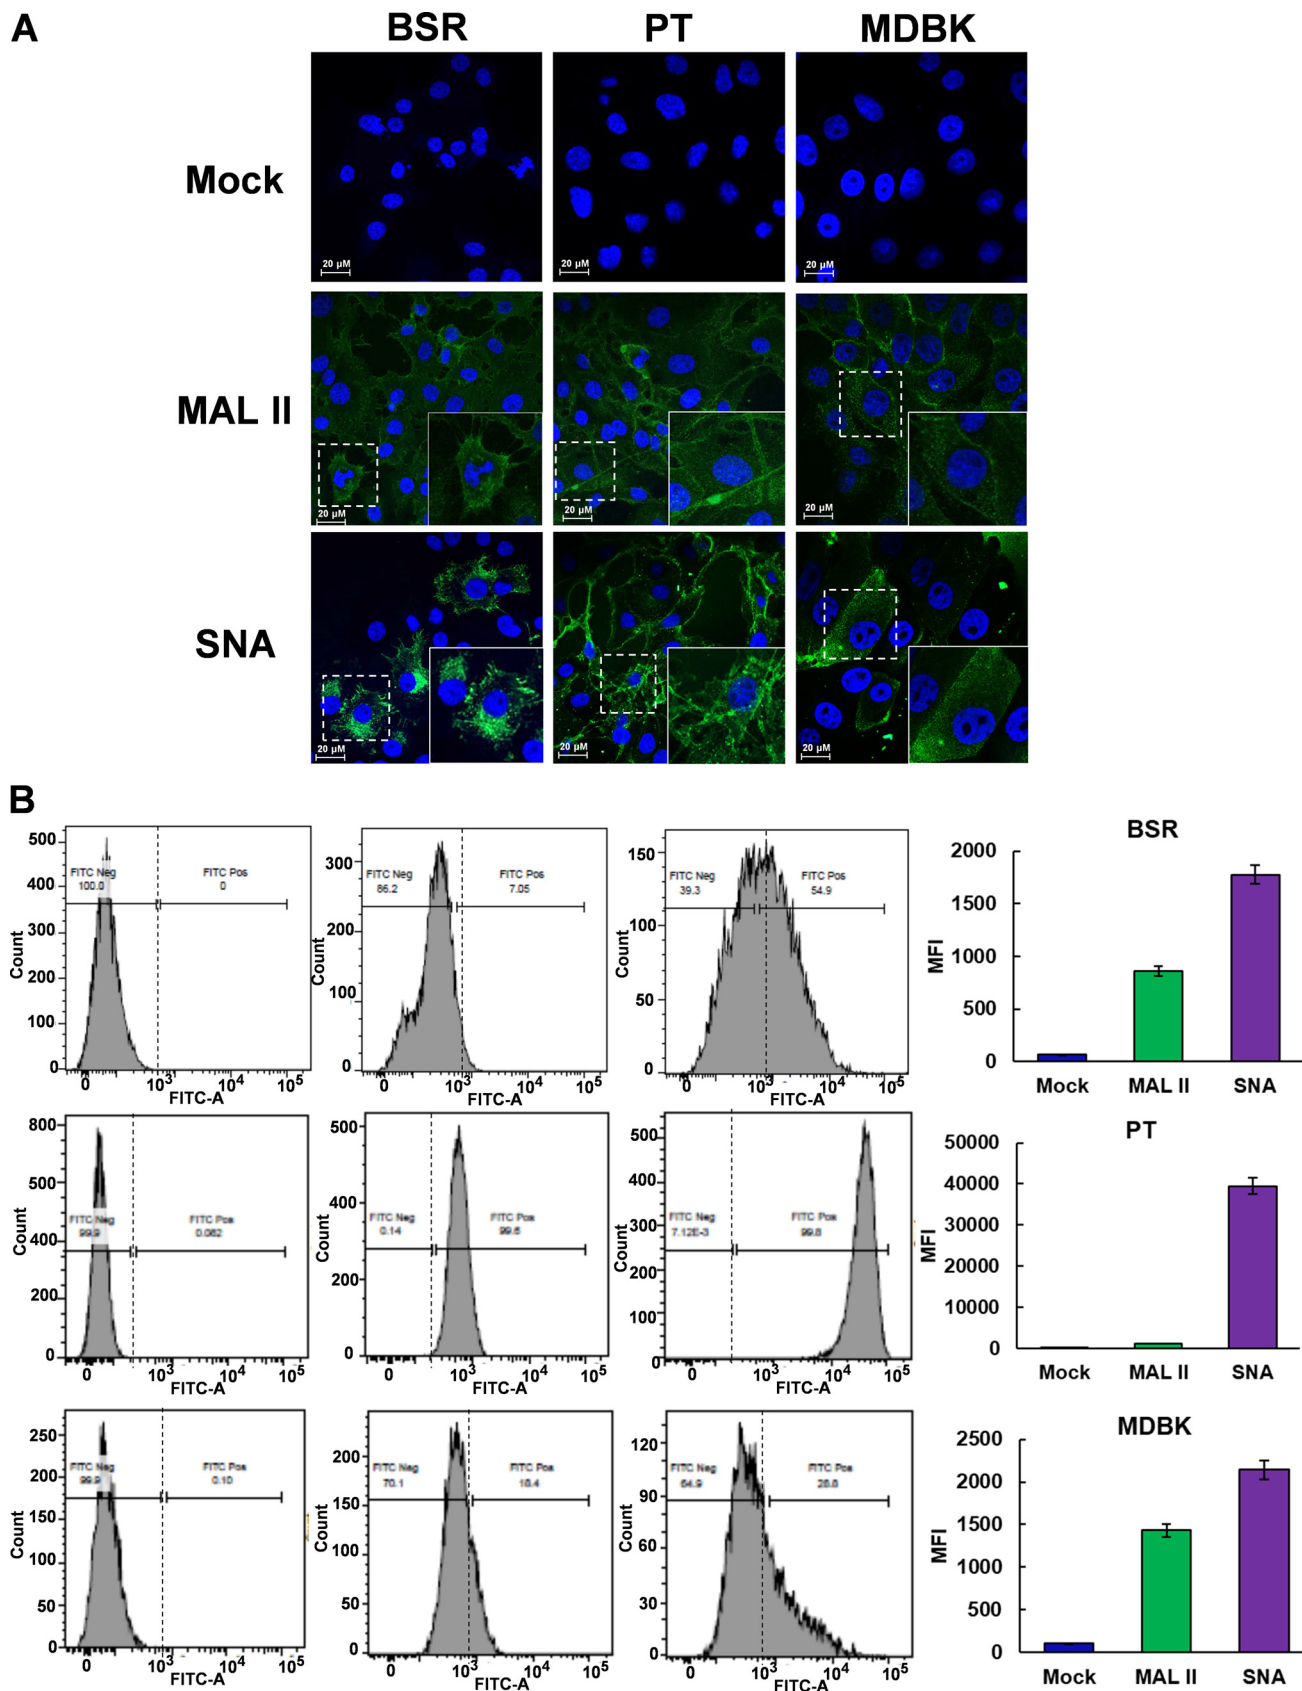 A
BSR
PT
MDBK
Mock
20 µM
20 µM
20 µM
MAL II
20 µM
20 µM
20 µM
SNA
20 µM
20 µM
20 µM
B
500
400
300
200
100
0
Count
FITC Neg
100.0
FITC Pos
0
0
10³
10⁴
10⁵
FITC-A
300
200
100
0
Count
FITC Neg
86.2
FITC Pos
7.05
0
10³
10⁴
10⁵
FITC-A
150
100
50
0
Count
FITC Neg
39.3
FITC Pos
54.9
0
10³
10⁴
10⁵
FITC-A
BSR
2000
1500
1000
500
0
MFI
Mock
MAL II
SNA
800
500
400
200
0
Count
FITC Neg
99.9
FITC Pos
0.062
0
10³
10⁴
10⁵
FITC-A
500
400
200
0
Count
FITC Neg
0.14
FITC Pos
99.6
0
10³
10⁴
10⁵
FITC-A
500
500
300
200
100
0
Count
FITC Neg
7.12E-3
FITC Pos
99.8
0
10³
10⁴
10⁵
FITC-A
PT
50000
40000
30000
20000
10000
0
MFI
Mock
MAL II
SNA
250
200
150
100
50
0
Count
FITC Neg
99.9
FITC Pos
0.10
0
10³
10⁴
10⁵
FITC-A
200
150
100
50
0
Count
FITC Neg
70.1
FITC Pos
18.4
0
10³
10⁴
10⁵
FITC-A
120
90
60
30
0
Count
FITC Neg
64.9
FITC Pos
28.8
0
10³
10⁴
10⁵
FITC-A
MDBK
2500
2000
1500
1000
500
0
MFI
Mock
MAL II
SNA